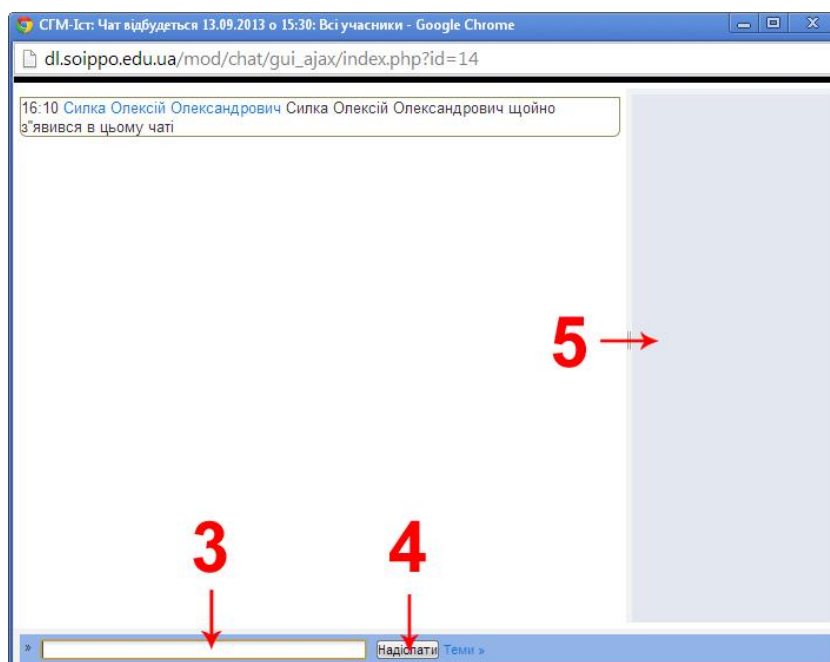 СГМ-Іст: Чат відбудеться 13.09.2013 о 15:30: Всі учасники - Google Chrome
dl.soippo.edu.ua/mod/chat/gui_ajax/index.php?id=14
16:10 Силка Олексій Олександрович Силка Олексій Олександрович щойно
з"явився в цьому чаті
5
3
4
» Надіслати Теми »